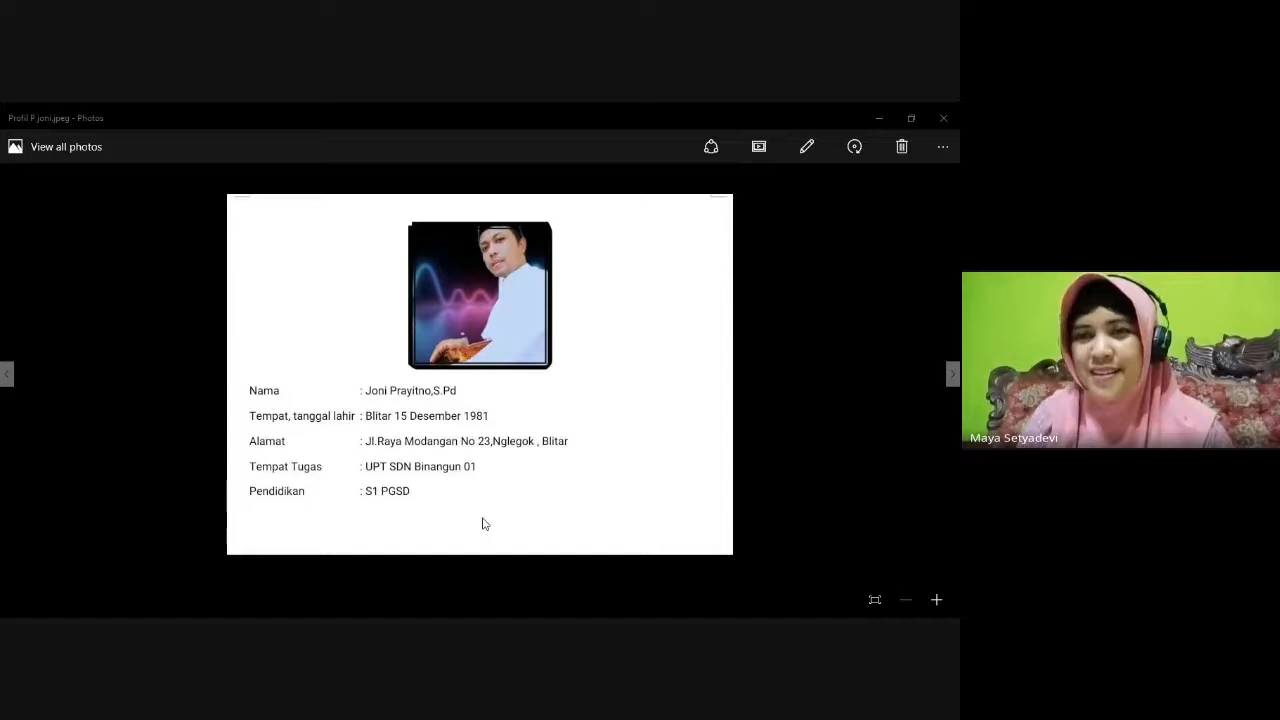 Profil P joni.jpeg - Photos
View all photos
Nama : Joni Prayitno,S.Pd
Tempat, tanggal lahir : Blitar 15 Desember 1981
Alamat : Jl.Raya Modangan No 23,Nglegok , Blitar
Tempat Tugas : UPT SDN Binangun 01
Pendidikan : S1 PGSD
Maya Setyadevi